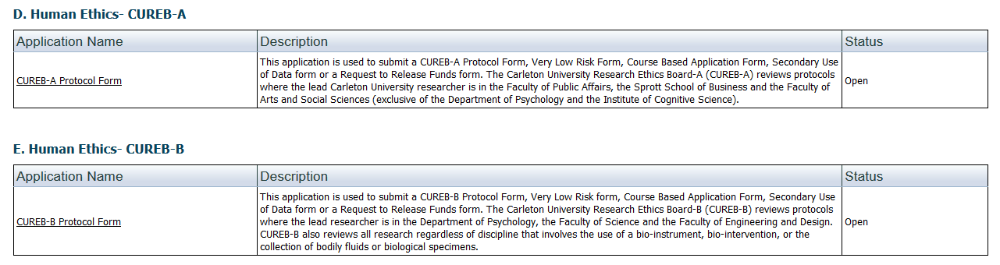 D. Human Ethics- CUREB-A
Application Name Description Status
CUREB-A Protocol Form
This application is used to submit a CUREB-A Protocol Form, Very Low Risk Form, Course Based Application Form, Secondary Use
of Data form or a Request to Release Funds form. The Carleton University Research Ethics Board-A (CUREB-A) reviews protocols
where the lead Carleton University researcher is in the Faculty of Public Affairs, the Sprott School of Business and the Faculty of
Arts and Social Sciences (exclusive of the Department of Psychology and the Institute of Cognitive Science).
Open
E. Human Ethics- CUREB-B
Application Name Description Status
CUREB-B Protocol Form
This application is used to submit a CUREB-B Protocol Form, Very Low Risk form, Course Based Application Form, Secondary Use
of Data form or a Request to Release Funds form. The Carleton University Research Ethics Board-B (CUREB-B) reviews protocols
where the lead researcher is in the Department of Psychology, the Faculty of Science and the Faculty of Engineering and Design.
CUREB-B also reviews all research regardless of discipline that involves the use of a bio-instrument, bio-intervention, or the
collection of bodily fluids or biological specimens.
Open